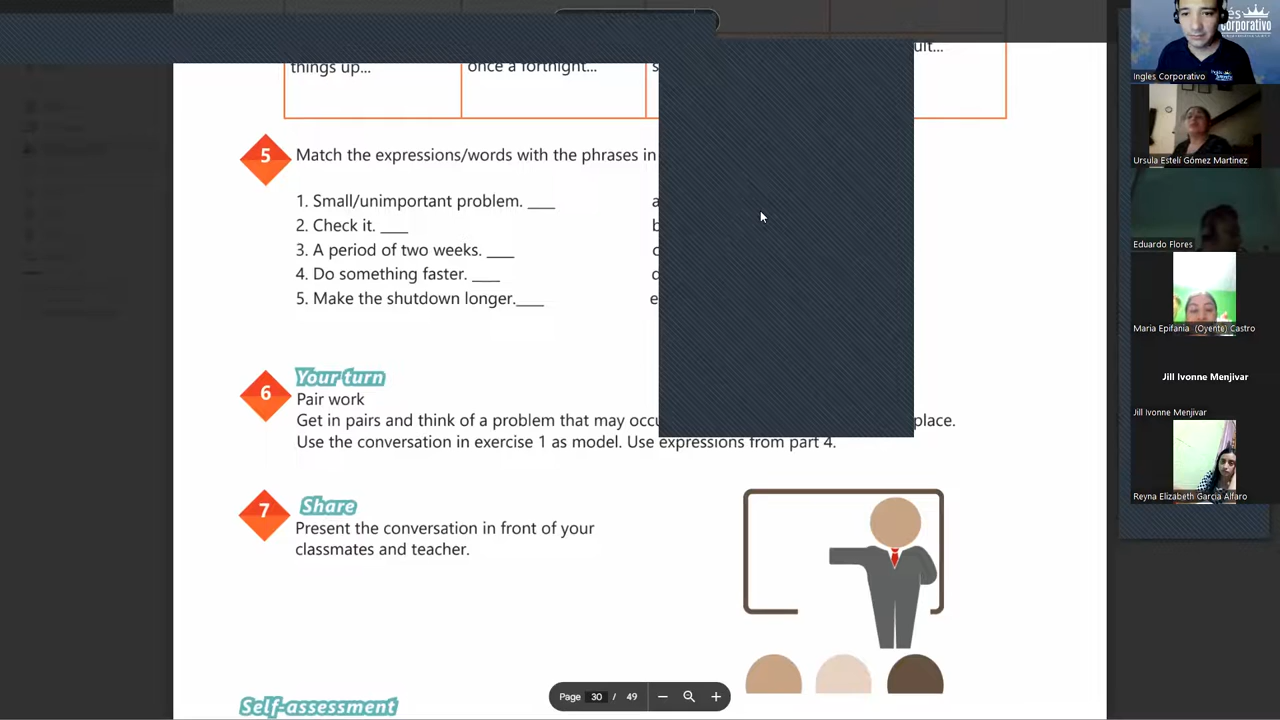 ult...
things up...
once a fortnight...
5
Match the expressions/words with the phrases in
1. Small/unimportant problem. ____
2. Check it. ____
3. A period of two weeks. ____
4. Do something faster. ____
5. Make the shutdown longer.____
a
b
c
d
e
6
Your turn
Pair work
Get in pairs and think of a problem that may occu
place.
Use the conversation in exercise 1 as model. Use expressions from part 4.
7
Share
Present the conversation in front of your
classmates and teacher.
Self-assessment
Page 30 / 49
Corporativo
Ingles Corporativo
Ursula Estelí Gómez Martinez
Eduardo Flores
Maria Epifania (Oyente) Castro
Jill Ivonne Menjivar
Jill Ivonne Menjivar
Reyna Elizabeth Garcia Alfaro